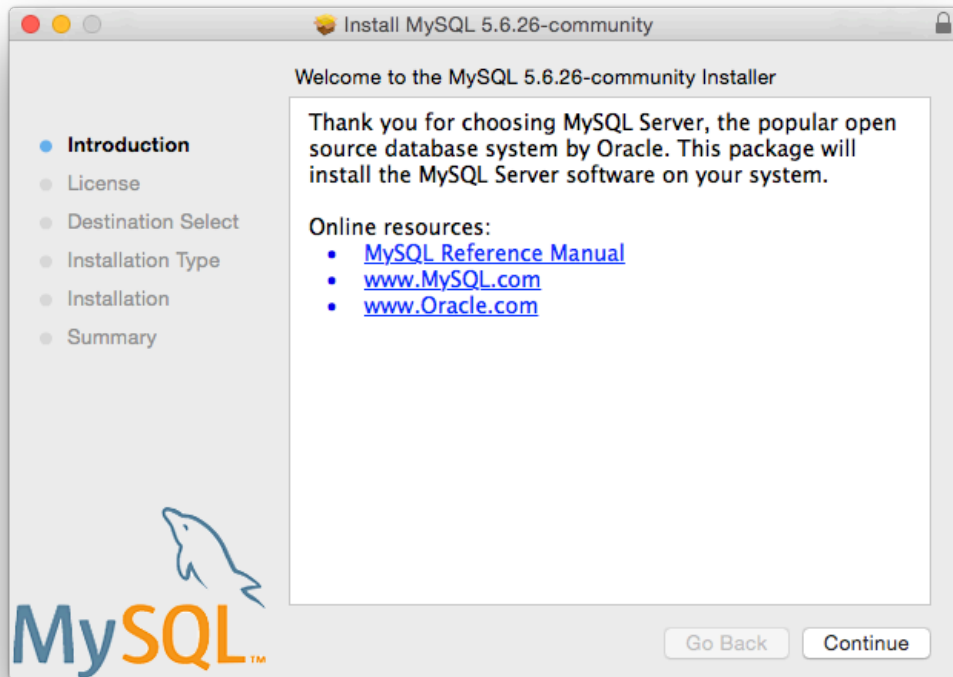 Install MySQL 5.6.26-community
Welcome to the MySQL 5.6.26-community Installer
Introduction
License
Destination Select
Installation Type
Installation
Summary
Thank you for choosing MySQL Server, the popular open
source database system by Oracle. This package will
install the MySQL Server software on your system.
Online resources:
• MySQL Reference Manual
• www.MySQL.com
• www.Oracle.com
MySQL™
Go Back
Continue